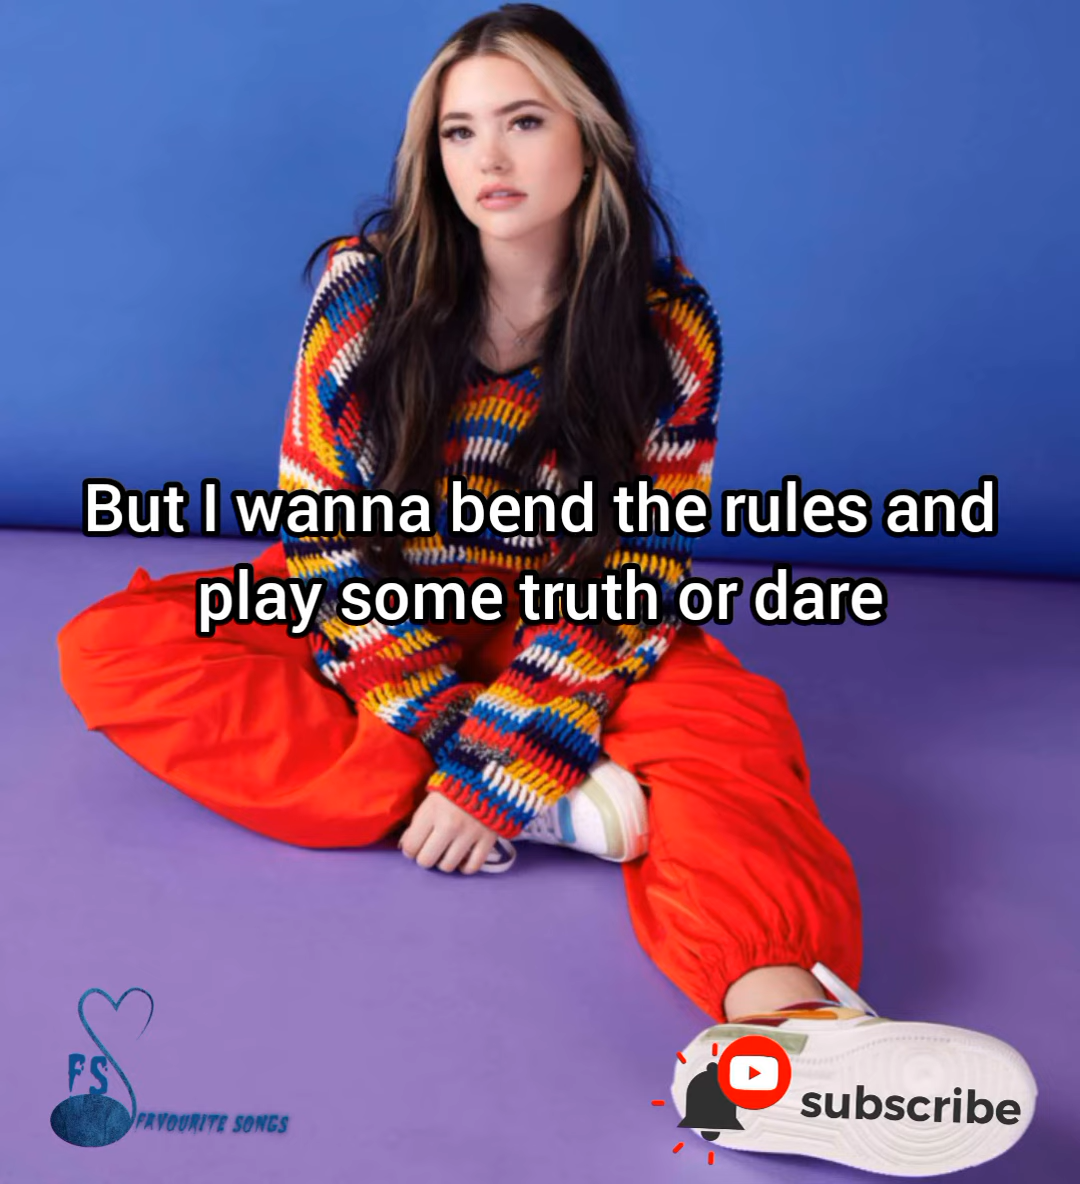 But I wanna bend the rules and
play some truth or dare
FS
FAVOURITE SONGS
subscribe